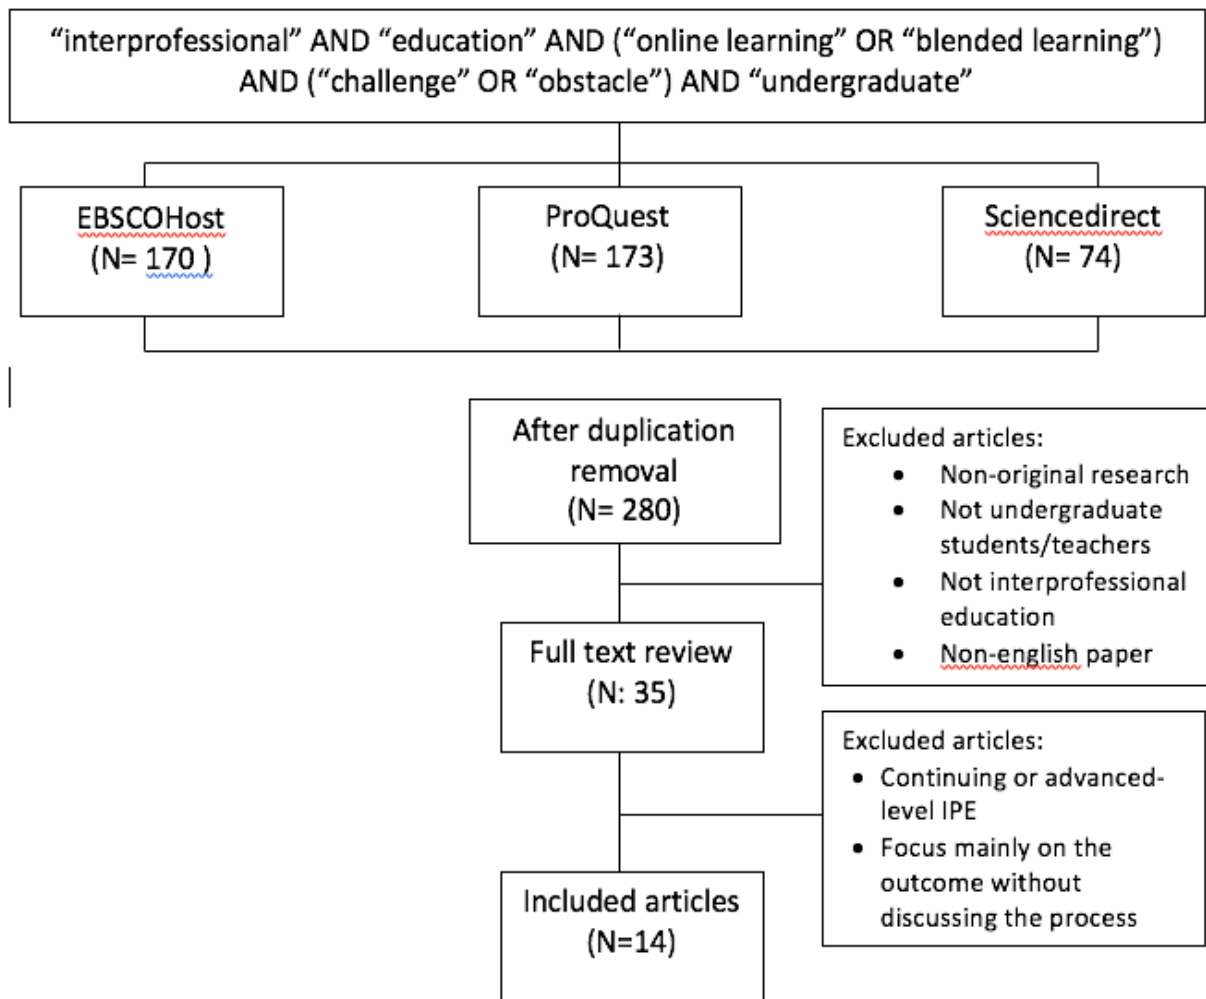 “interprofessional” AND “education” AND (“online learning” OR “blended learning”)
AND (“challenge” OR “obstacle”) AND “undergraduate”
EBSCOHost
(N= 170 )
ProQuest
(N= 173)
Sciencedirect
(N= 74)
After duplication
removal
(N= 280)
Excluded articles:
• Non-original research
• Not undergraduate
students/teachers
• Not interprofessional
education
• Non-english paper
Full text review
(N: 35)
Excluded articles:
• Continuing or advanced-
level IPE
• Focus mainly on the
outcome without
discussing the process
Included articles
(N=14)